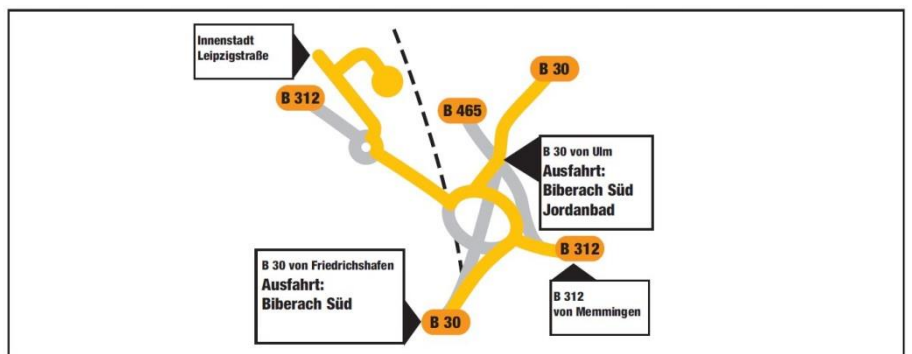 Innenstadt
Leipzigstraße
B 30
B 312
B 465
B 30 von Ulm
Ausfahrt:
Biberach Süd
Jordanbad
B 312
B 30 von Friedrichshafen
Ausfahrt:
Biberach Süd
B 312
von Memmingen
B 30